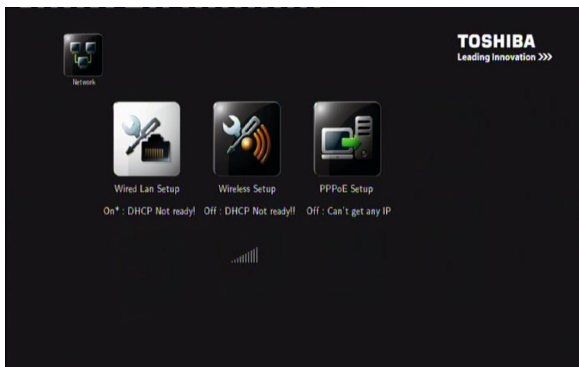 TOSHIBA
Leading Innovation >>>
Network
Wired Lan Setup
Wireless Setup
PPPoE Setup
On* : DHCP Not ready!
Off : DHCP Not ready!!
Off : Can't get any IP